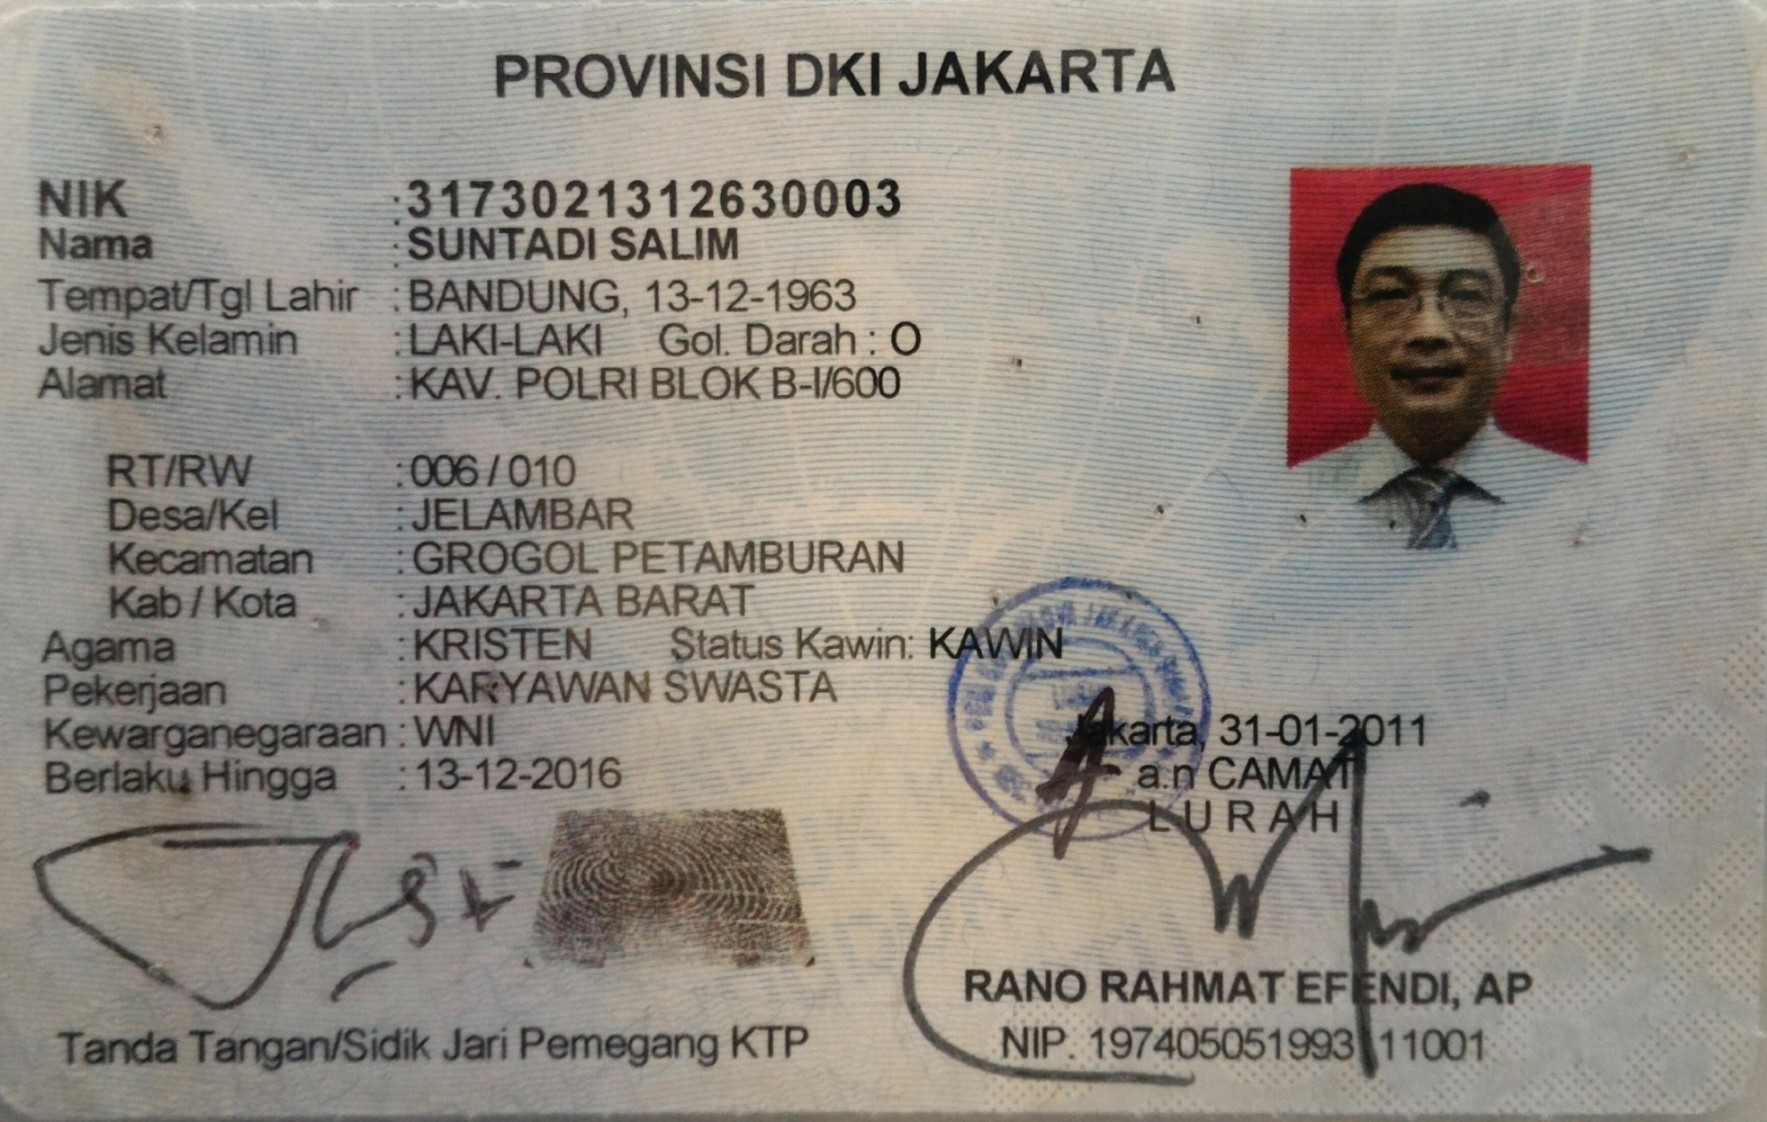 PROVINSI DKI JAKARTA
NIK : 3173021312630003
Nama : SUNTADI SALIM
Tempat/Tgl Lahir : BANDUNG, 13-12-1963
Jenis Kelamin : LAKI-LAKI Gol. Darah : O
Alamat : KAV. POLRI BLOK B-I/600
RT/RW : 006 / 010
Desa/Kel : JELAMBAR
Kecamatan : GROGOL PETAMBURAN
Kab / Kota : JAKARTA BARAT
Agama : KRISTEN Status Kawin: KAWIN
Pekerjaan : KARYAWAN SWASTA
Kewarganegaraan : WNI
Berlaku Hingga : 13-12-2016
Jakarta, 31-01-2011
a.n CAMAT
LURAH
RANO RAHMAT EFENDI, AP
NIP. 197405051993 11001
Tanda Tangan/Sidik Jari Pemegang KTP